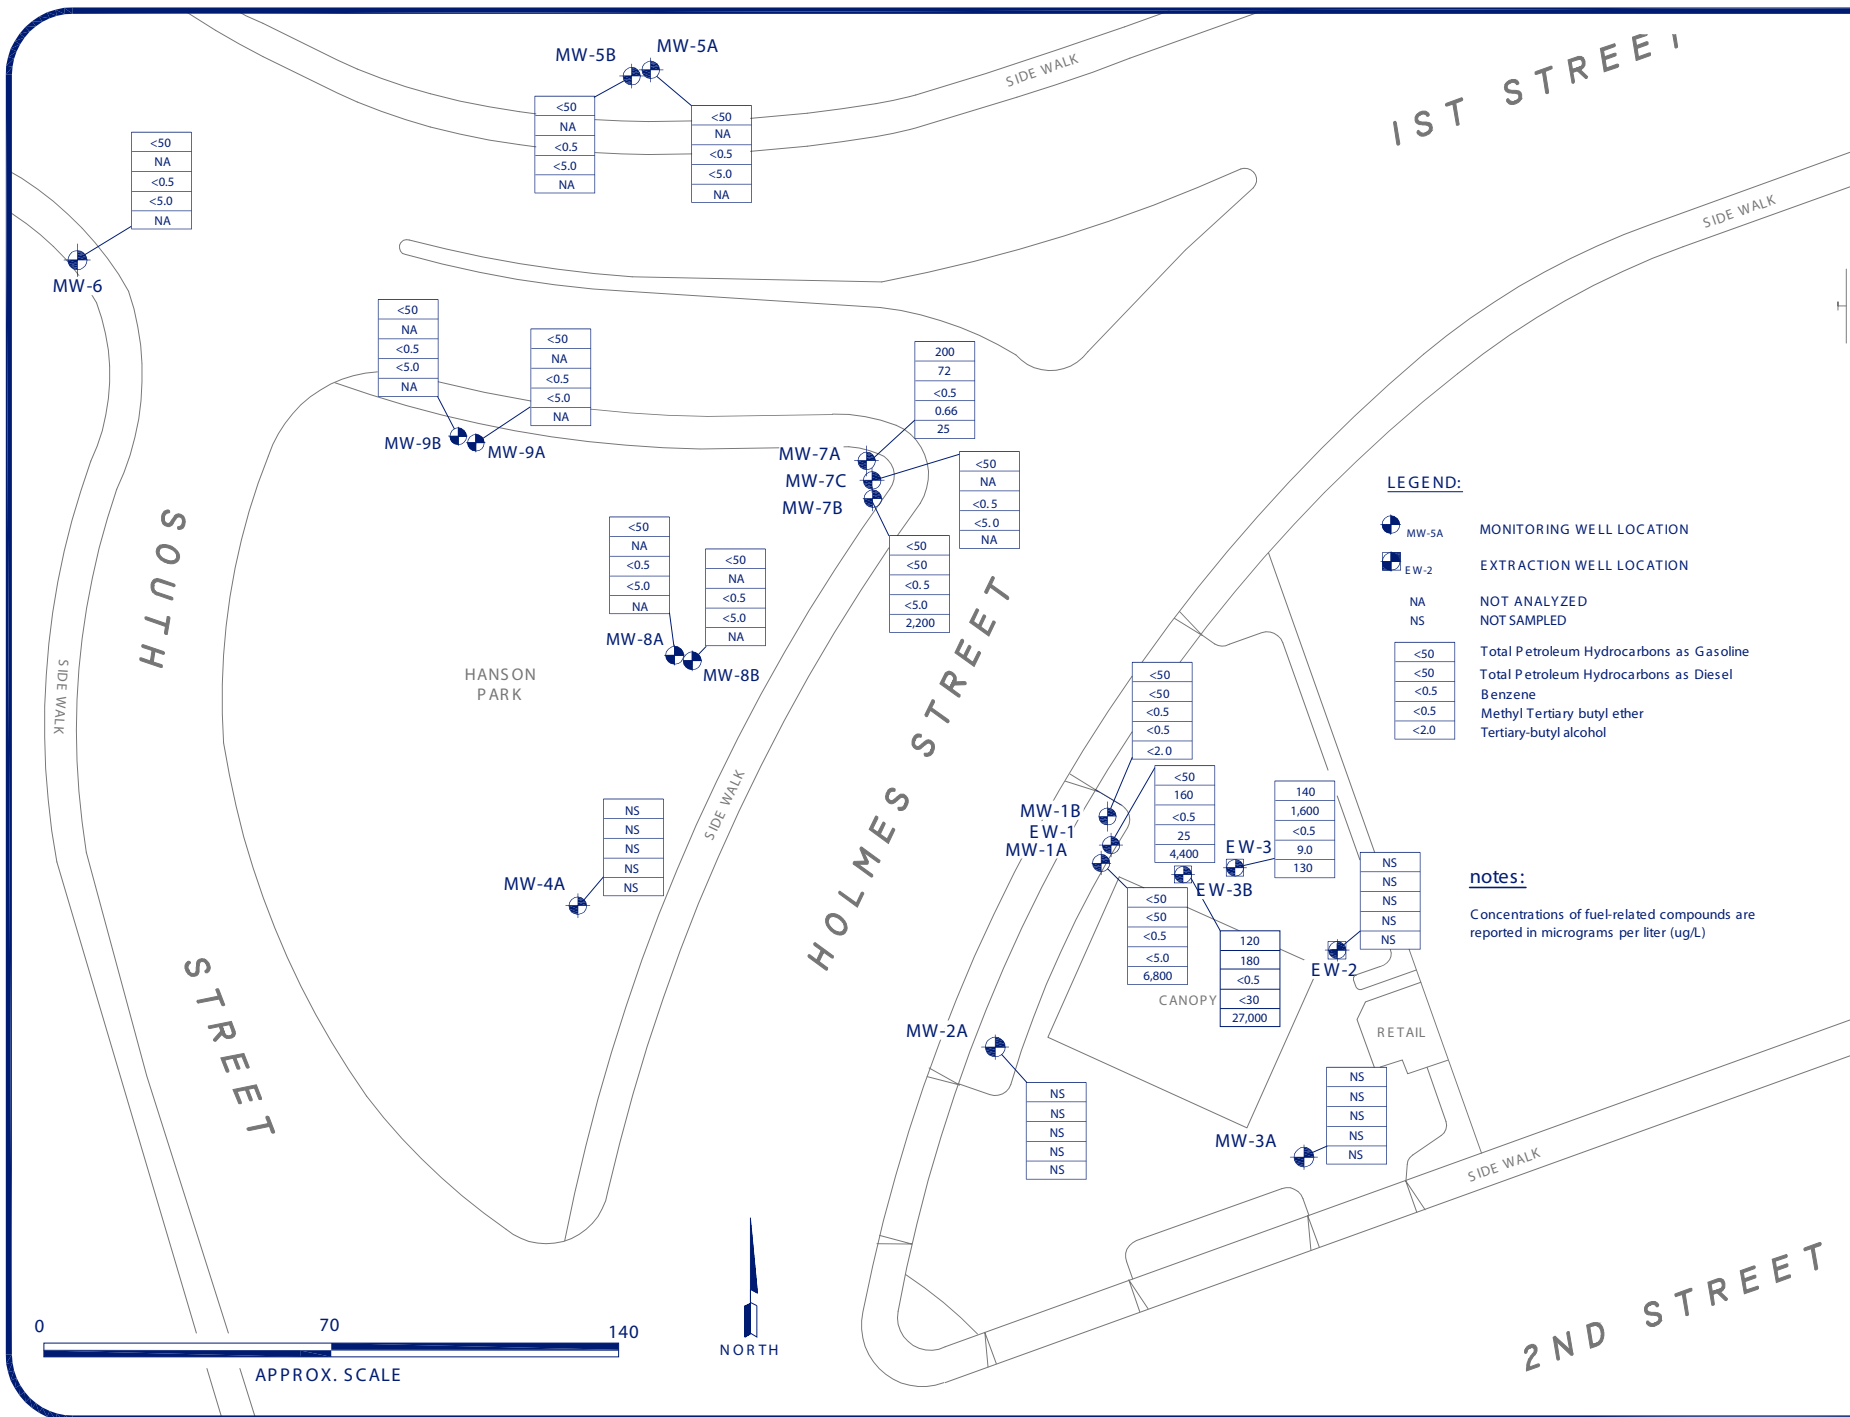 MW-5B
MW-5A
SIDE WALK
1ST STREET
<50
NA
<0.5
<5.0
NA
<50
NA
<0.5
<5.0
NA
<50
NA
<0.5
<5.0
NA
MW-6
SIDE WALK
<50
NA
<0.5
<5.0
NA
<50
NA
<0.5
<5.0
NA
MW-9B
MW-9A
200
72
<0.5
0.66
25
MW-7A
MW-7C
MW-7B
<50
NA
<0.5
<5.0
NA
<50
<50
<0.5
<5.0
2,200
<50
NA
<0.5
<5.0
NA
<50
NA
<0.5
<5.0
NA
MW-8A
MW-8B
HANSON
PARK
SOUTH
STREET
SIDE WALK
SIDE WALK
HOLMES STREET
LEGEND:
MW-5A MONITORING WELL LOCATION
EW-2 EXTRACTION WELL LOCATION
NA NOT ANALYZED
NS NOT SAMPLED
<50 Total Petroleum Hydrocarbons as Gasoline
<50 Total Petroleum Hydrocarbons as Diesel
<0.5 Benzene
<0.5 Methyl Tertiary butyl ether
<2.0 Tertiary-butyl alcohol
<50
<50
<0.5
<0.5
<2.0
MW-1B
EW-1
MW-1A
<50
160
<0.5
25
4,400
140
1,600
<0.5
9.0
130
EW-3
EW-3B
NS
NS
NS
NS
NS
EW-2
notes:
Concentrations of fuel-related compounds are
reported in micrograms per liter (ug/L)
NS
NS
NS
NS
NS
MW-4A
<50
<50
<0.5
<5.0
6,800
120
180
<0.5
<30
27,000
CANOPY
RETAIL
MW-2A
NS
NS
NS
NS
NS
NS
NS
NS
NS
NS
MW-3A
SIDE WALK
2ND STREET
NORTH
0 70 140
APPROX. SCALE